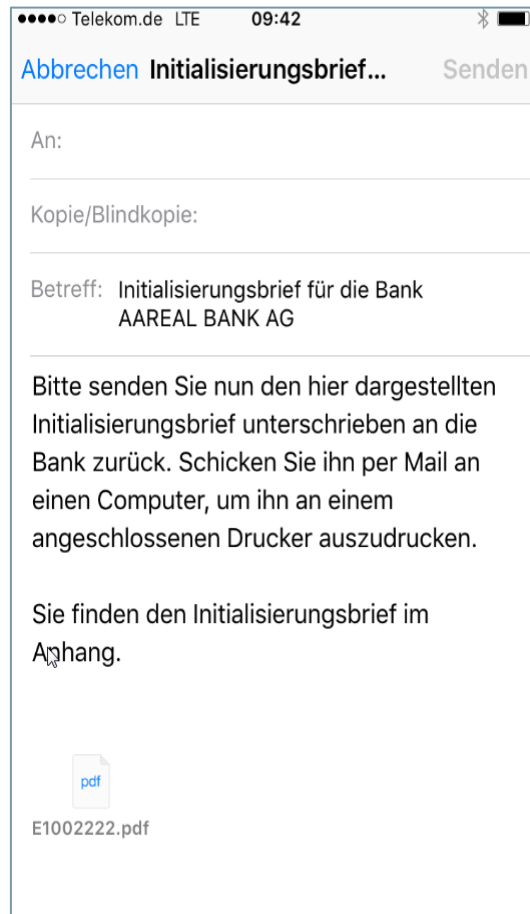 Telekom.de LTE 09:42
Abbrechen Initialisierungsbrief... Senden
An:
Kopie/Blindkopie:
Betreff: Initialisierungsbrief für die Bank
AAREAL BANK AG
Bitte senden Sie nun den hier dargestellten
Initialisierungsbrief unterschrieben an die
Bank zurück. Schicken Sie ihn per Mail an
einen Computer, um ihn an einem
angeschlossenen Drucker auszudrucken.
Sie finden den Initialisierungsbrief im
Anhang.
pdf
E1002222.pdf